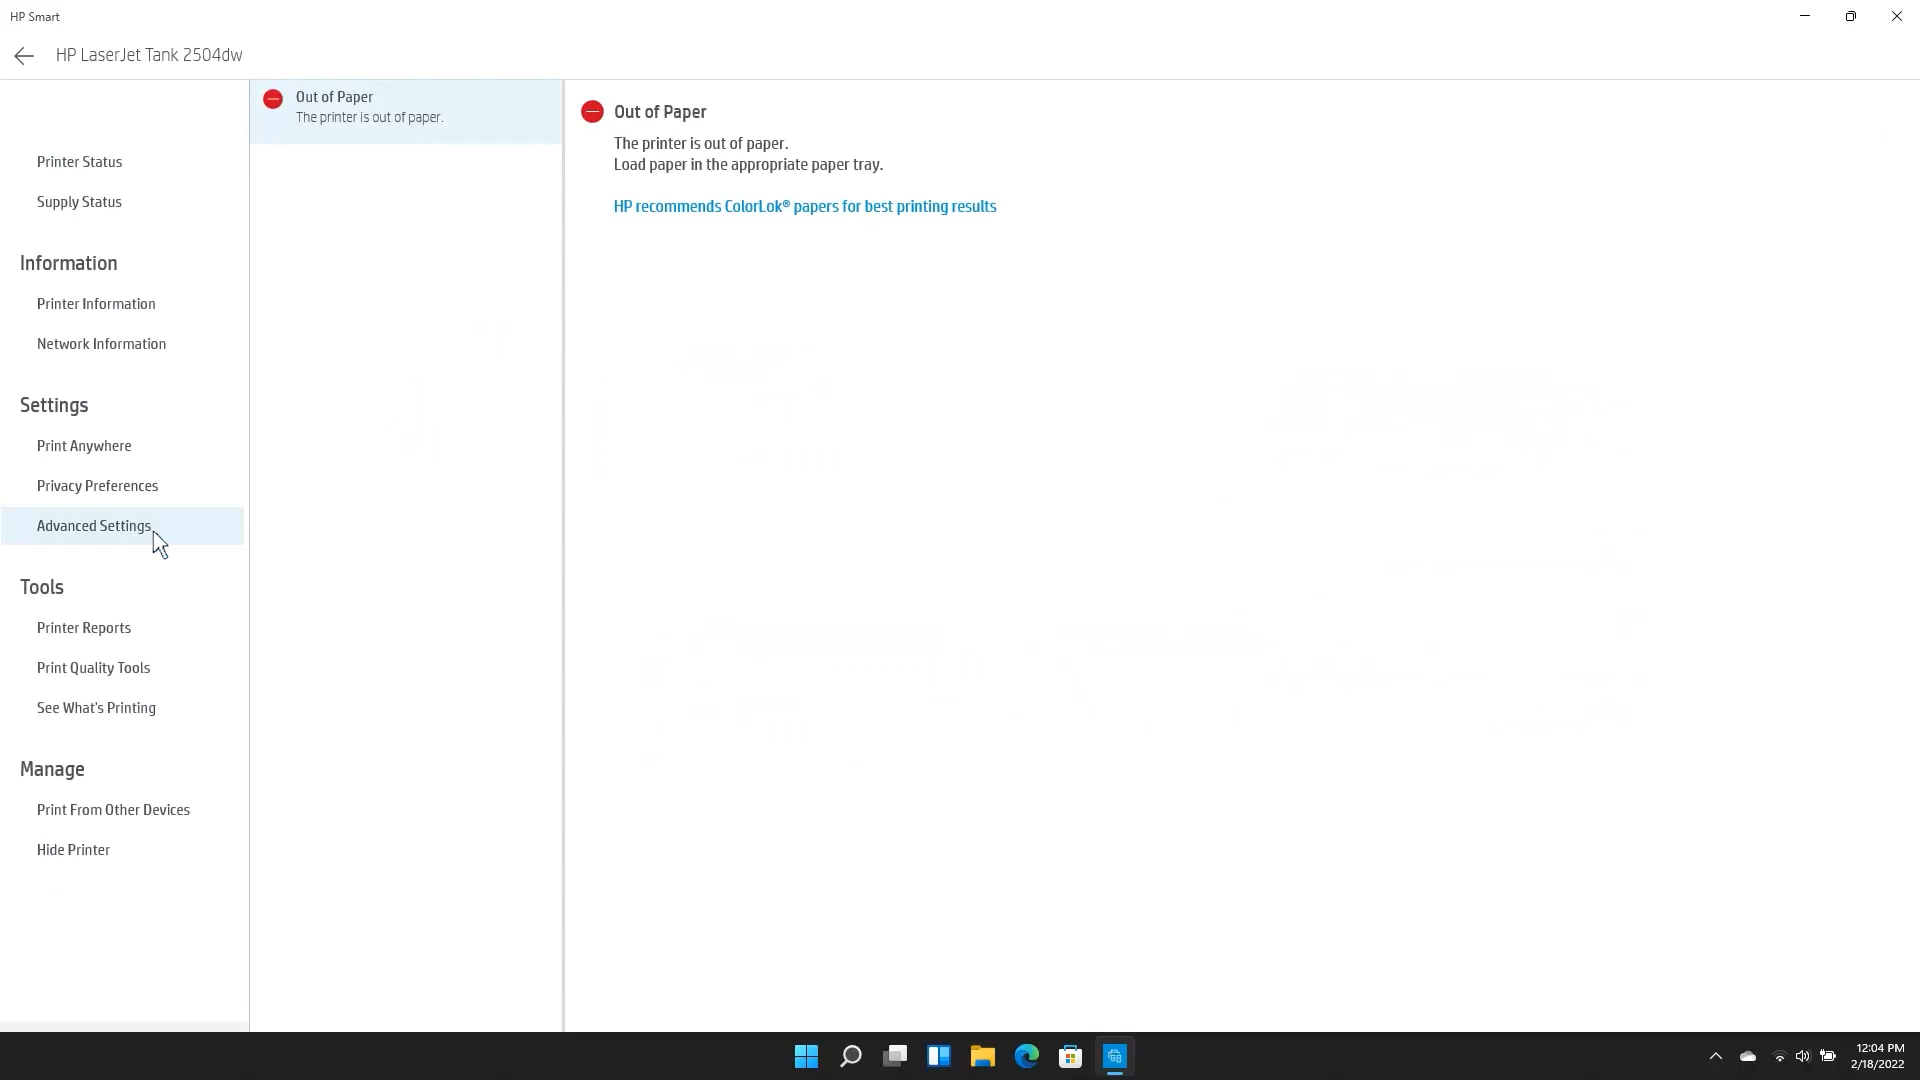 HP Smart
HP LaserJet Tank 2504dw
Printer Status
Supply Status
Information
Printer Information
Network Information
Settings
Print Anywhere
Privacy Preferences
Advanced Settings
Tools
Printer Reports
Print Quality Tools
See What's Printing
Manage
Print From Other Devices
Hide Printer
Out of Paper
The printer is out of paper.
Out of Paper
The printer is out of paper.
Load paper in the appropriate paper tray.
HP recommends ColorLok® papers for best printing results
12:04 PM
2/18/2022